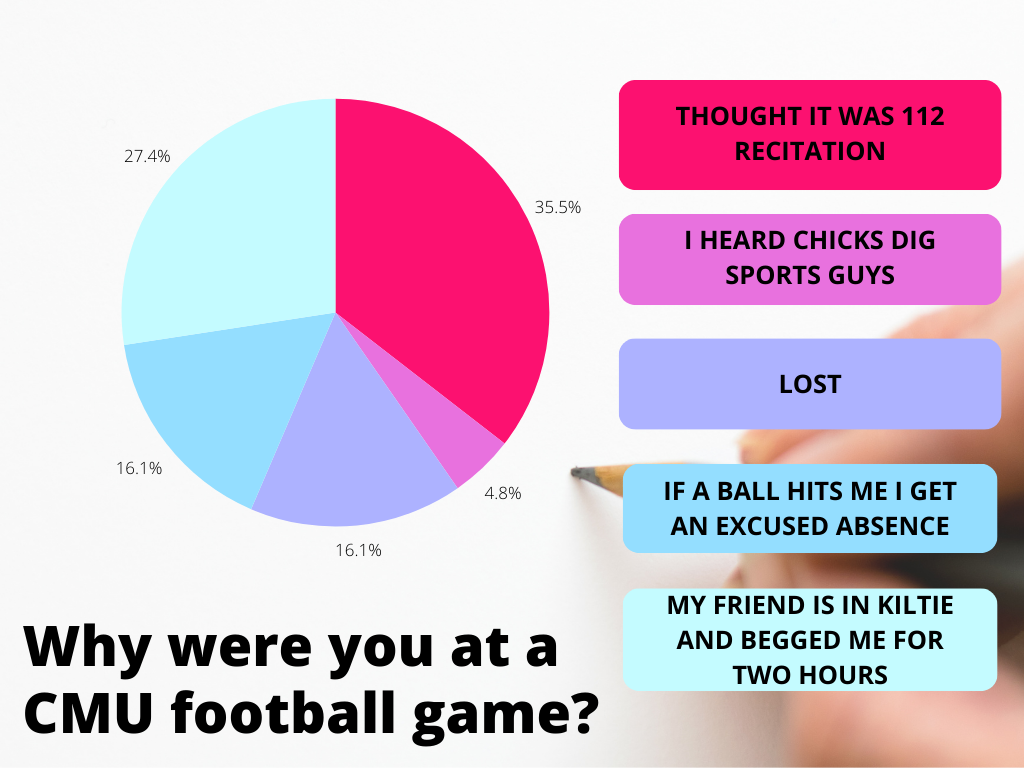 27.4%
35.5%
16.1%
4.8%
16.1%
THOUGHT IT WAS 112
RECITATION
I HEARD CHICKS DIG
SPORTS GUYS
LOST
IF A BALL HITS ME I GET
AN EXCUSED ABSENCE
MY FRIEND IS IN KILTIE
AND BEGGED ME FOR
TWO HOURS
Why were you at a
CMU football game?